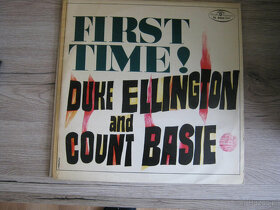 FIRST
TIME!
DUKE ELLINGTON
and
COUNT BASIE